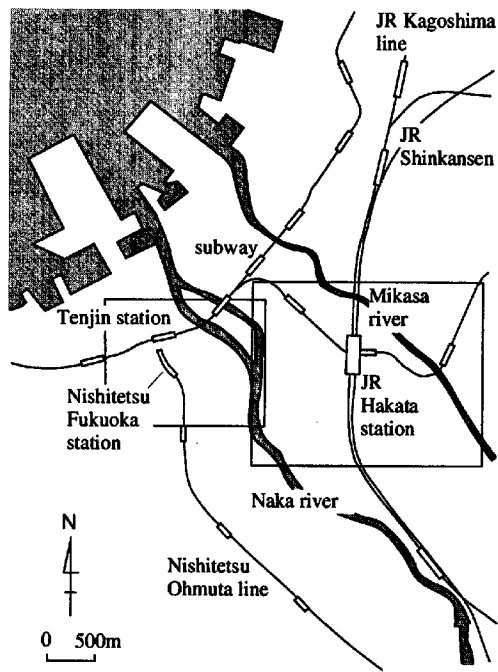 JR Kagoshima
line
JR
Shinkansen
subway
Tenjin station
Mikasa
river
Nishitetsu
Fukuoka
station
JR
Hakata
station
Naka river
N
Nishitetsu
Ohmuta line
0 500m